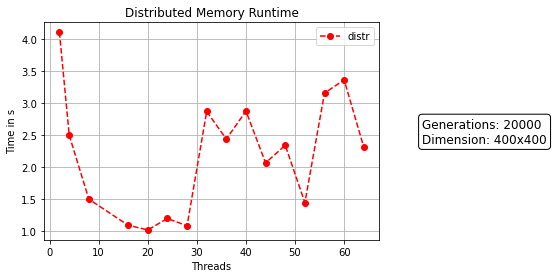 Distributed Memory Runtime
distr
4.0
3.5
3.0
2.5
2.0
1.5
1.0
Time in s
0 10 20 30 40 50 60
Threads
Generations: 20000
Dimension: 400x400